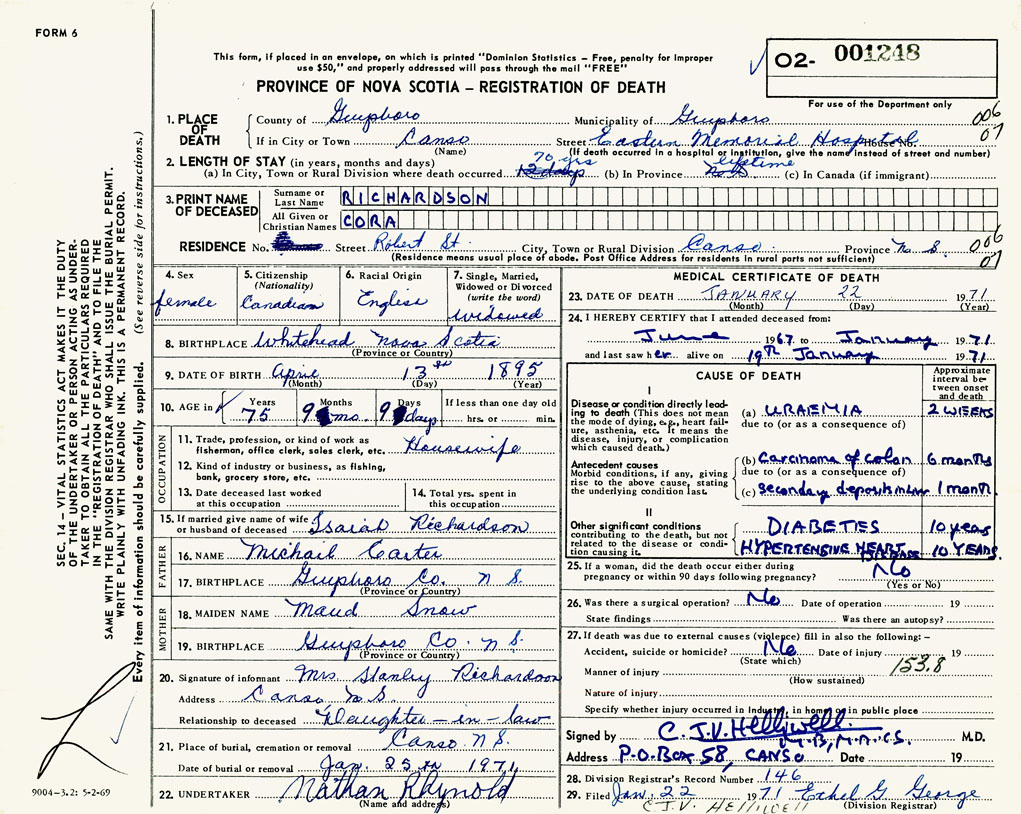 FORM 6
This form, if placed in an envelope, on which is printed "Dominion Statistics - Free, penalty for improper
use $50," and properly addressed will pass through the mail "FREE"
PROVINCE OF NOVA SCOTIA - REGISTRATION OF DEATH
O2- 001248
For use of the Department only
1. PLACE OF DEATH
County of Guysboro Municipality of Guysboro 006
If in City or Town Canso Street Eastern Memorial Hospital House No. 07
(Name) (If death occurred in a hospital or institution, give the name instead of street and number)
2. LENGTH OF STAY (in years, months and days)
70 yrs lifetime
(a) In City, Town or Rural Division where death occurred 12 days (b) In Province (c) In Canada (if immigrant)
3. PRINT NAME OF DECEASED
Surname or Last Name RICHARDSON
All Given or Christian Names CORA
RESIDENCE No. Street Robert St. City, Town or Rural Division Canso Province N. S. 006
(Residence means usual place of abode. Post Office Address for residents in rural parts not sufficient) 07
4. Sex
female
5. Citizenship
(Nationality)
Canadian
6. Racial Origin
English
7. Single, Married,
Widowed or Divorced
(write the word)
widowed
8. BIRTHPLACE Whitehead Nova Scotia
(Province or Country)
9. DATE OF BIRTH April 13th 1895
(Month) (Day) (Year)
10. AGE in Years Months Days If less than one day old
75 9 mo. 9 days hrs. or min.
OCCUPATION
11. Trade, profession, or kind of work as
fisherman, office clerk, sales clerk, etc. Housewife
12. Kind of industry or business, as fishing,
bank, grocery store, etc.
13. Date deceased last worked
at this occupation
14. Total yrs. spent in
this occupation
15. If married give name of wife
or husband of deceased Isaiah Richardson
FATHER
16. NAME Michail Carter
17. BIRTHPLACE Guysboro Co. N S.
(Province or Country)
MOTHER
18. MAIDEN NAME Maud Snow
19. BIRTHPLACE Guysboro Co. N S.
(Province or Country)
20. Signature of informant Mrs Stanley Richardson
Address Canso N S
Relationship to deceased Daughter-in-law
21. Place of burial, cremation or removal Canso N S.
Date of burial or removal Jan. 25th 1971
22. UNDERTAKER Nathan Rhynold
(Name and address)
MEDICAL CERTIFICATE OF DEATH
23. DATE OF DEATH JANUARY 22 1971
(Month) (Day) (Year)
24. I HEREBY CERTIFY that I attended deceased from:
June 1967 to January 1971
and last saw her alive on 19th January 1971
CAUSE OF DEATH
Approximate
interval be-
tween onset
and death
I
Disease or condition directly lead-
ing to death (This does not mean
the mode of dying, e.g., heart fail-
ure, asthenia, etc. It means the
disease, injury, or complication
which caused death.)
(a) URAEMIA 2 WEEKS
due to (or as a consequence of)
Antecedent causes
Morbid conditions, if any, giving
rise to the above cause, stating
the underlying condition last.
(b) Carcinoma of colon 6 months
due to (or as a consequence of)
(c) secondary deposits 1 month
II
Other significant conditions
contributing to the death, but not
related to the disease or condi-
tion causing it.
DIABETES 10 years
HYPERTENSIVE HEART DISEASE 10 YEARS.
25. If a woman, did the death occur either during
pregnancy or within 90 days following pregnancy? No
(Yes or No)
26. Was there a surgical operation? No Date of operation 19
State findings Was there an autopsy?
27. If death was due to external causes (violence) fill in also the following:-
Accident, suicide or homicide? No Date of injury 19
(State which)
Manner of injury 153.8
(How sustained)
Nature of injury
Specify whether injury occurred in industry, in home or in public place
Signed by C. J.V. Helliwell M.D.
M.B, M.R.C.S.
Address P.O. BOX 58, CANSO Date 19
28. Division Registrar's Record Number 146
29. Filed Jan. 22 1971 Ethel G George
(Division Registrar)
C.J.V. HELLIWELL
SEC. 14 - VITAL STATISTICS ACT MAKES IT THE DUTY
OF THE UNDERTAKER OR PERSON ACTING AS UNDER-
TAKER TO OBTAIN ALL THE PARTICULARS REQUIRED
IN THE "REGISTRATION OF DEATH" AND TO FILE THE
SAME WITH THE DIVISION REGISTRAR WHO SHALL ISSUE THE BURIAL PERMIT.
WRITE PLAINLY WITH UNFADING INK. THIS IS A PERMANENT RECORD.
Every item of information should be carefully supplied. (See reverse side for instructions.)
9004-3.2: 5-2-69